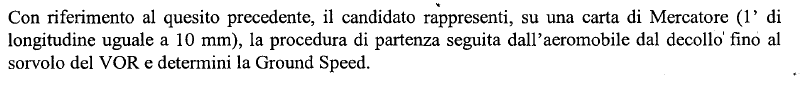 Con riferimento al quesito precedente, il candidato rappresenti, su una carta di Mercatore (1' di
longitudine uguale a 10 mm), la procedura di partenza seguita dall'aeromobile dal decollo fino al
sorvolo del VOR e determini la Ground Speed.